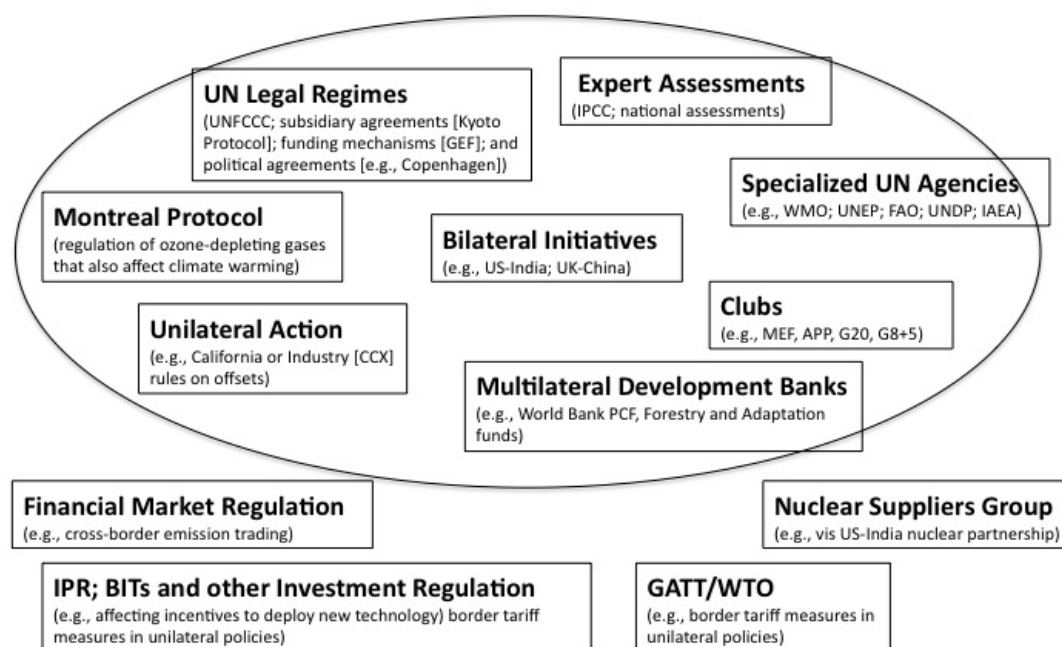 UN Legal Regimes
(UNFCCC; subsidiary agreements [Kyoto
Protocol]; funding mechanisms [GEF]; and
political agreements [e.g., Copenhagen])
Expert Assessments
(IPCC; national assessments)
Specialized UN Agencies
(e.g., WMO; UNEP; FAO; UNDP; IAEA)
Montreal Protocol
(regulation of ozone-depleting gases
that also affect climate warming)
Bilateral Initiatives
(e.g., US-India; UK-China)
Clubs
(e.g., MEF, APP, G20, G8+5)
Unilateral Action
(e.g., California or Industry [CCX]
rules on offsets)
Multilateral Development Banks
(e.g., World Bank PCF, Forestry and Adaptation
funds)
Financial Market Regulation
(e.g., cross-border emission trading)
Nuclear Suppliers Group
(e.g., vis US-India nuclear partnership)
IPR; BITs and other Investment Regulation
(e.g., affecting incentives to deploy new technology) border tariff
measures in unilateral policies)
GATT/WTO
(e.g., border tariff measures in
unilateral policies)